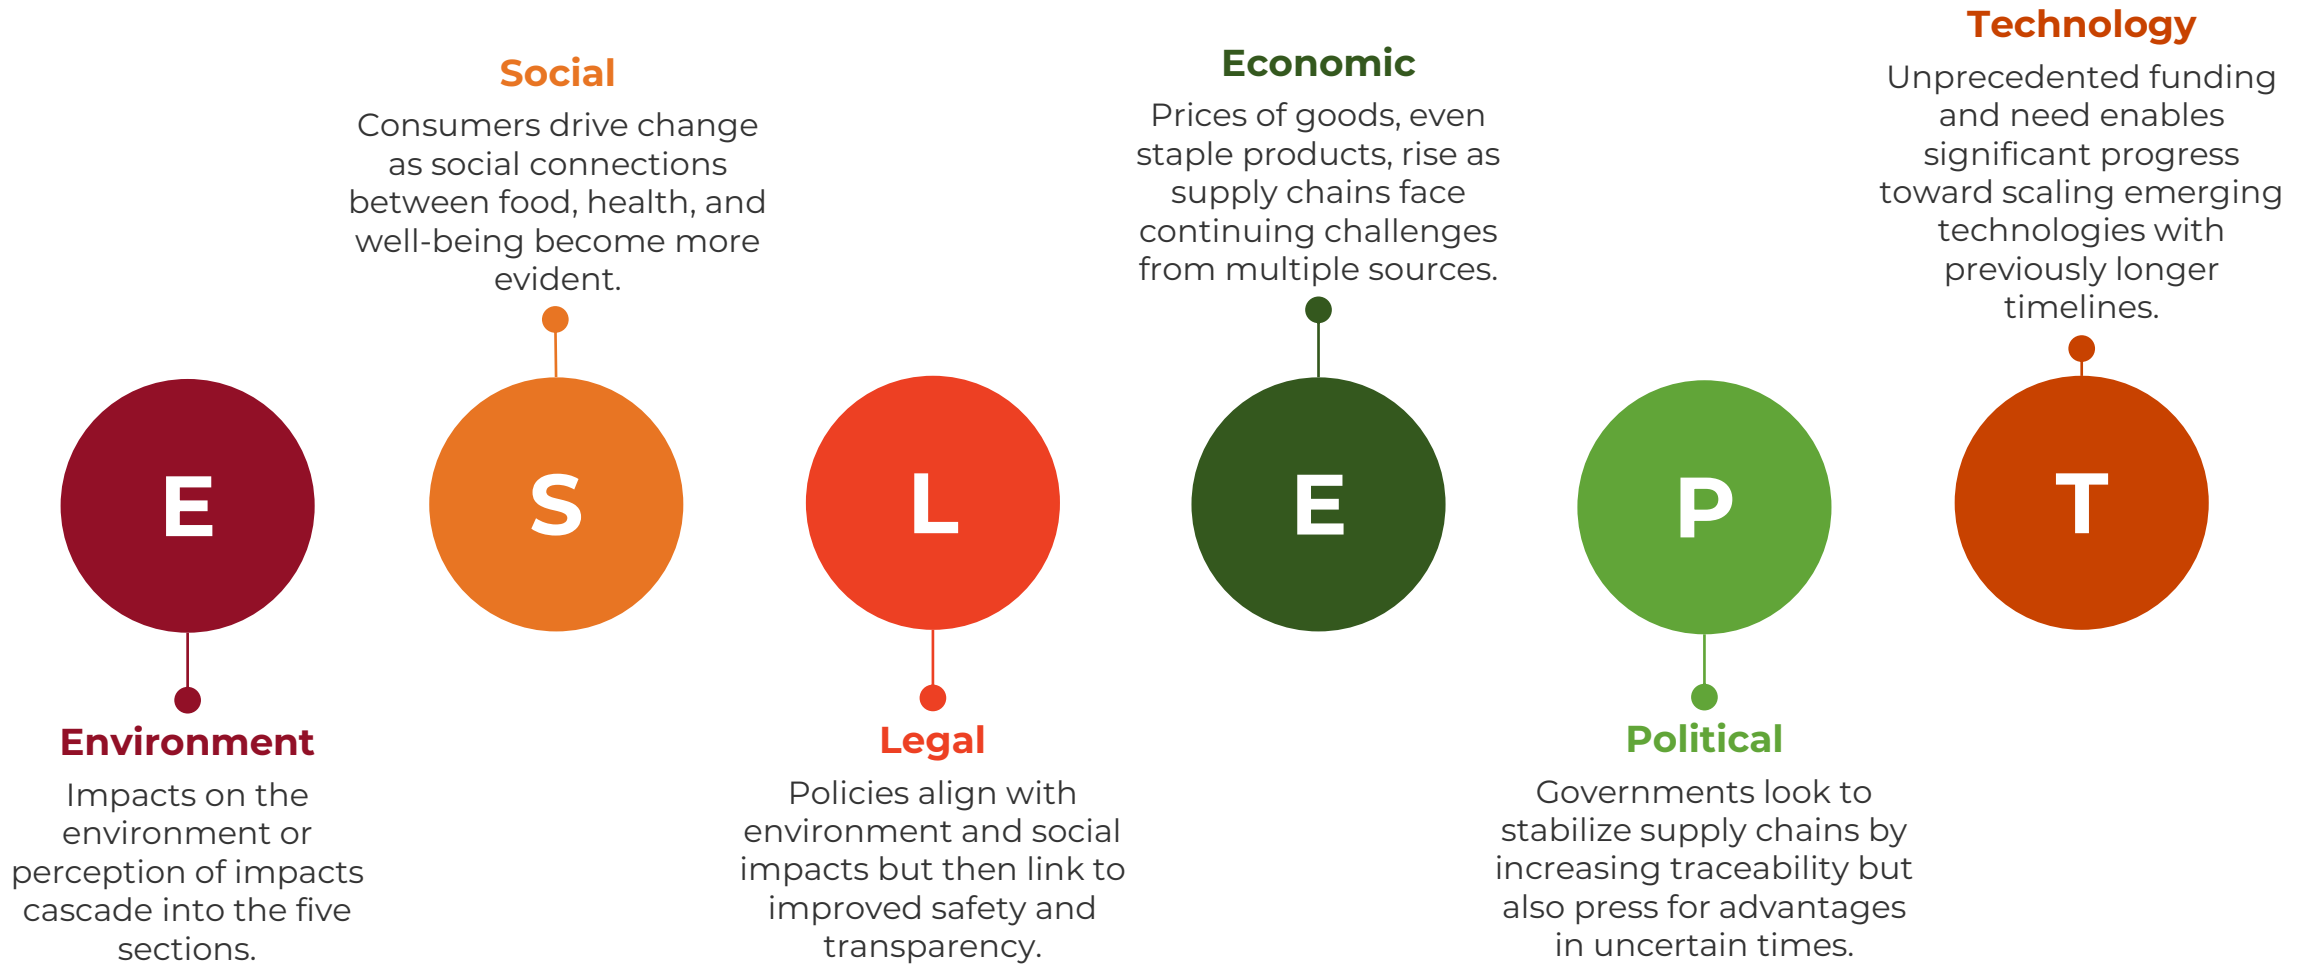 Social
Consumers drive change
as social connections
between food, health, and
well-being become more
evident.
Economic
Prices of goods, even
staple products, rise as
supply chains face
continuing challenges
from multiple sources.
Technology
Unprecedented funding
and need enables
significant progress
toward scaling emerging
technologies with
previously longer
timelines.
E
S
L
E
P
T
Environment
Impacts on the
environment or
perception of impacts
cascade into the five
sections.
Legal
Policies align with
environment and social
impacts but then link to
improved safety and
transparency.
Political
Governments look to
stabilize supply chains by
increasing traceability but
also press for advantages
in uncertain times.